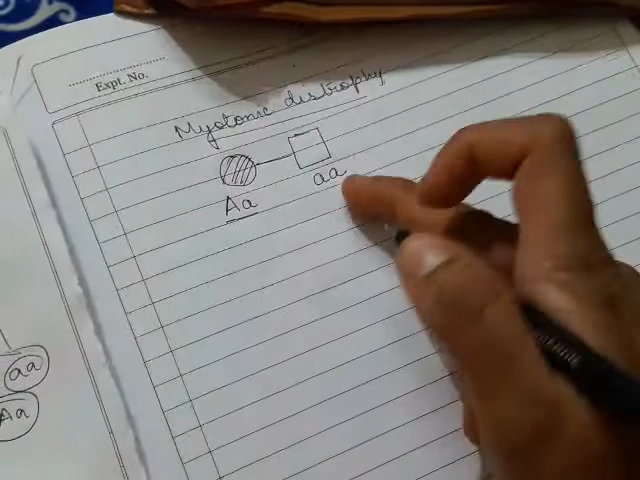 Expt. No. ........................
Myotonic distrophy
Aa aa
aa
Aa